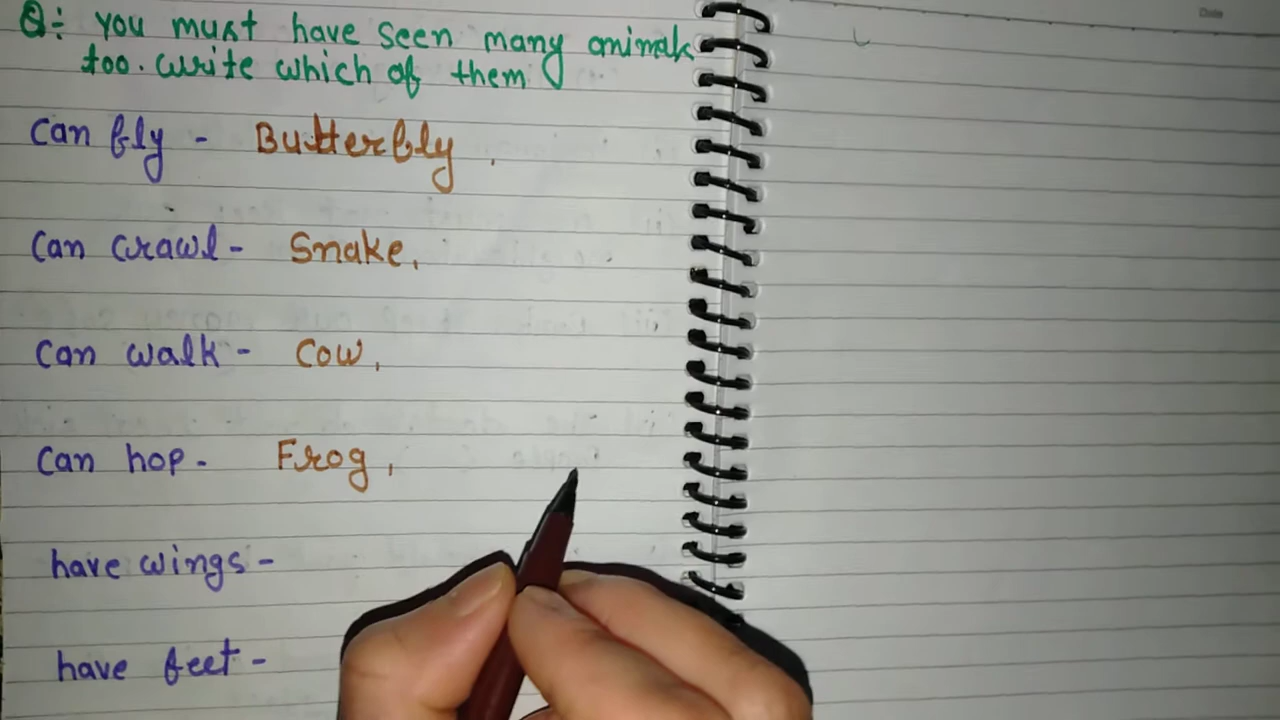 Q:- You must have seen many animals
too. write which of them
Can fly - Butterfly,
Can crawl - Snake,
Can walk - Cow,
Can hop - Frog,
have wings -
have feet -
Date